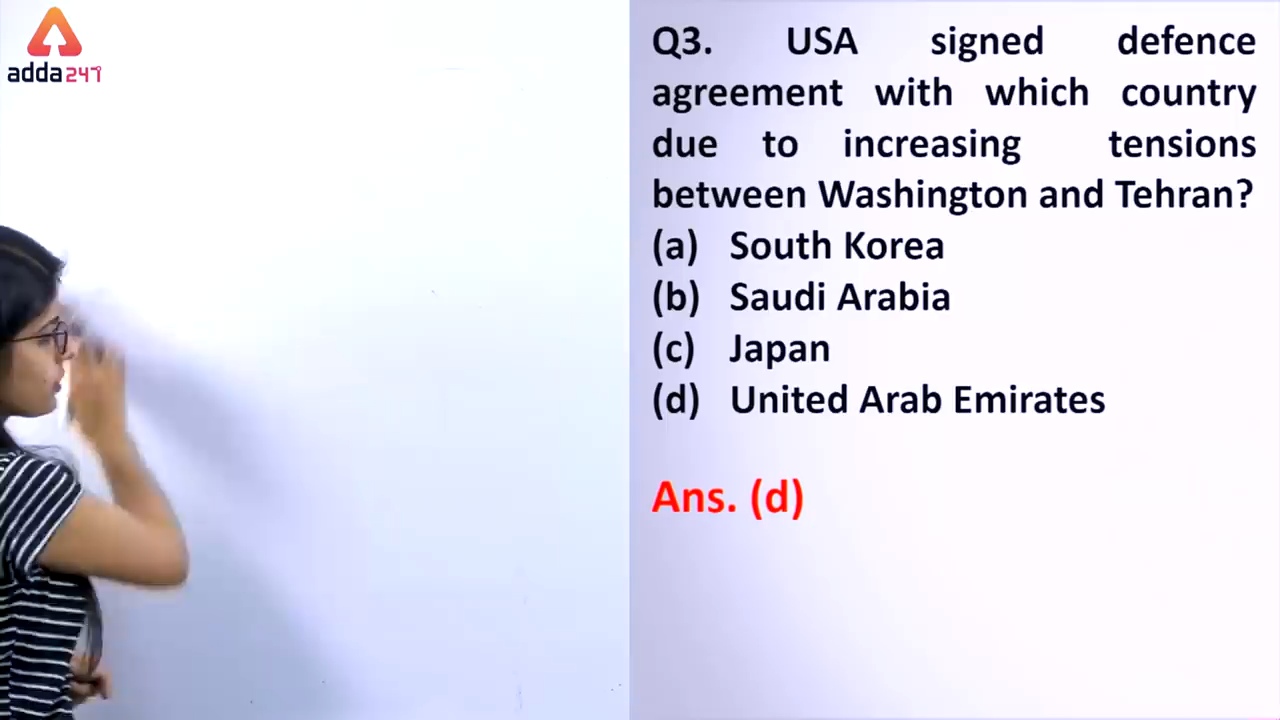 adda247
Q3. USA signed defence
agreement with which country
due to increasing tensions
between Washington and Tehran?
(a) South Korea
(b) Saudi Arabia
(c) Japan
(d) United Arab Emirates
Ans. (d)